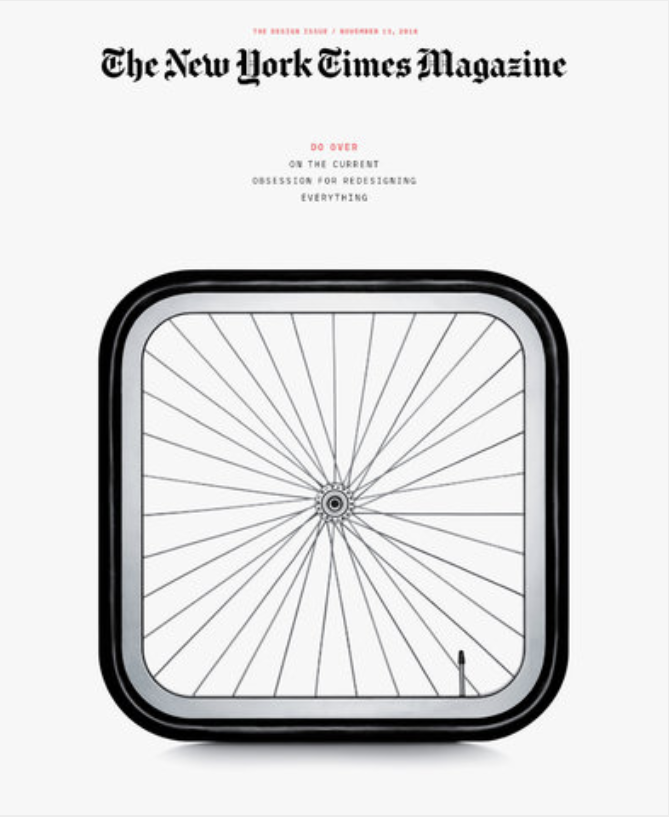 THE DESIGN ISSUE / NOVEMBER 13, 2016
The New York Times Magazine
DO OVER
ON THE CURRENT
OBSESSION FOR REDESIGNING
EVERYTHING